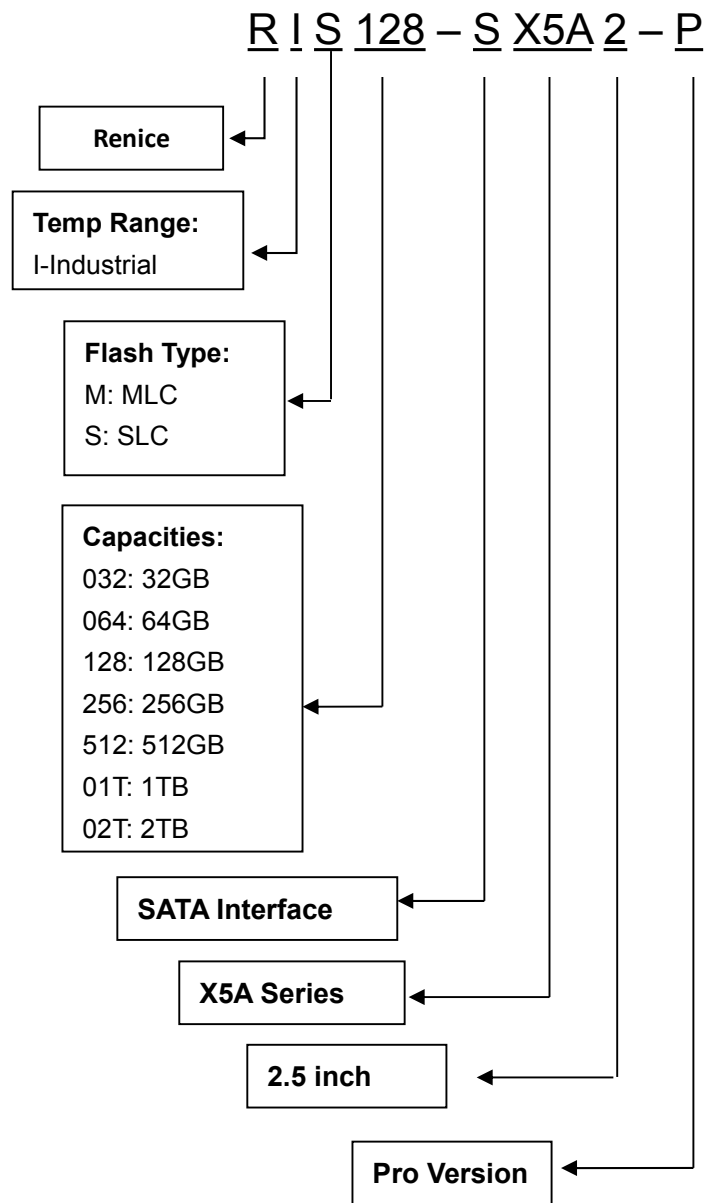 R I S 128 – S X5A 2 – P
Renice
Temp Range:
I-Industrial
Flash Type:
M: MLC
S: SLC
Capacities:
032: 32GB
064: 64GB
128: 128GB
256: 256GB
512: 512GB
01T: 1TB
02T: 2TB
SATA Interface
X5A Series
2.5 inch
Pro Version